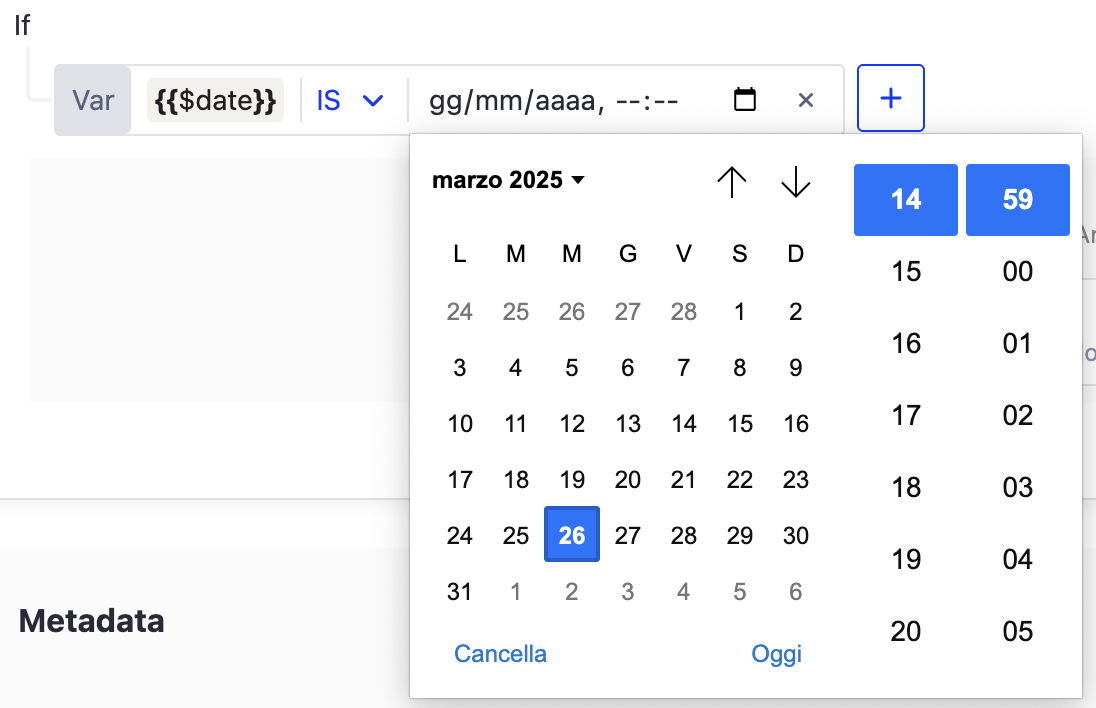 If
Var {{$date}} IS gg/mm/aaaa, --:--
+
marzo 2025
L M M G V S D
24 25 26 27 28 1 2
3 4 5 6 7 8 9
10 11 12 13 14 15 16
17 18 19 20 21 22 23
24 25 26 27 28 29 30
31 1 2 3 4 5 6
Cancella Oggi
14 59
15 00
16 01
17 02
18 03
19 04
20 05
Metadata